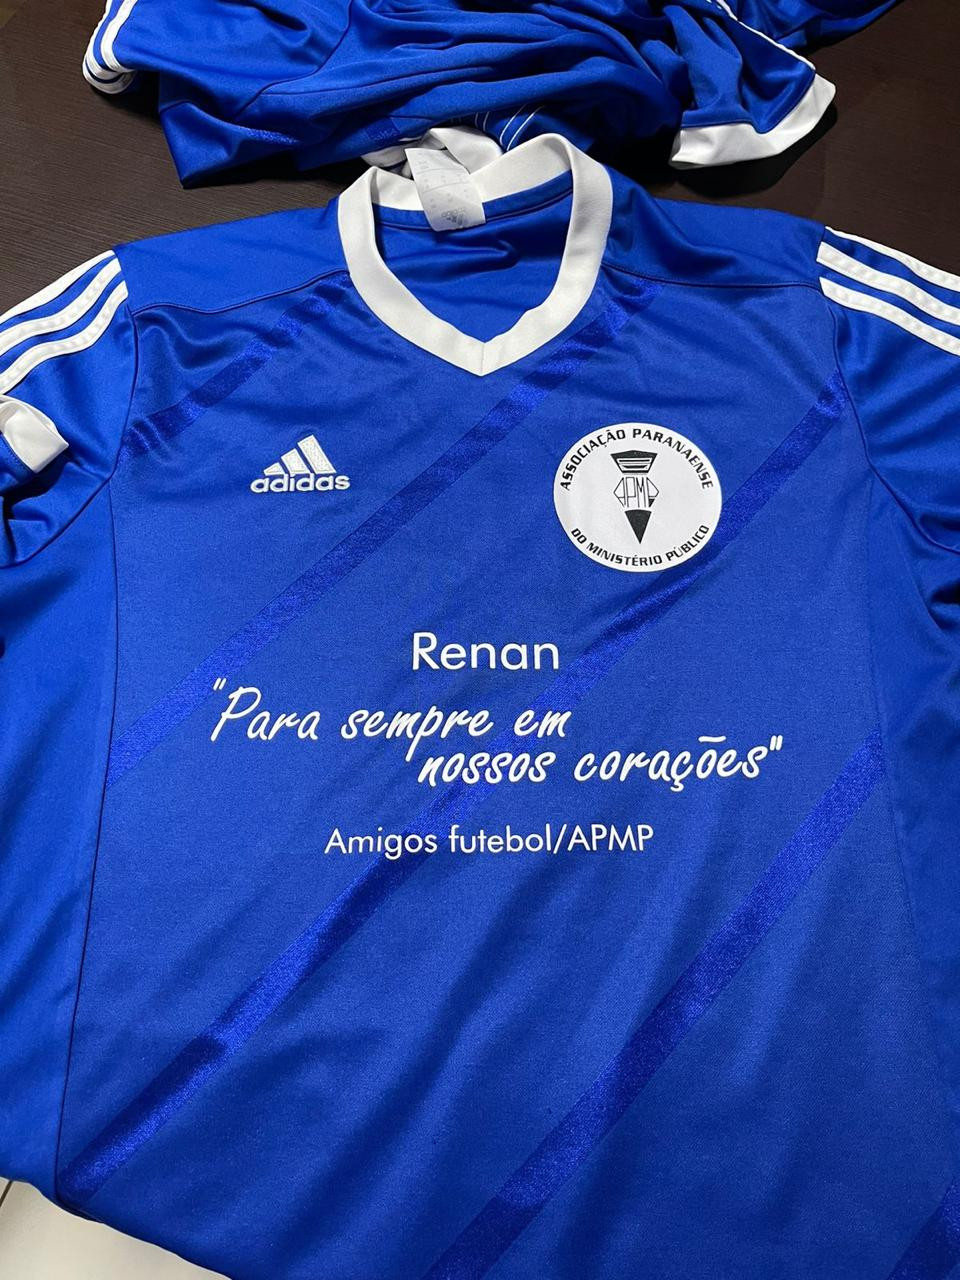 adidas
ASSOCIAÇÃO PARANAENSE
APMP
DO MINISTÉRIO PÚBLICO
Renan
"Para sempre em
nossos corações"
Amigos futebol/APMP